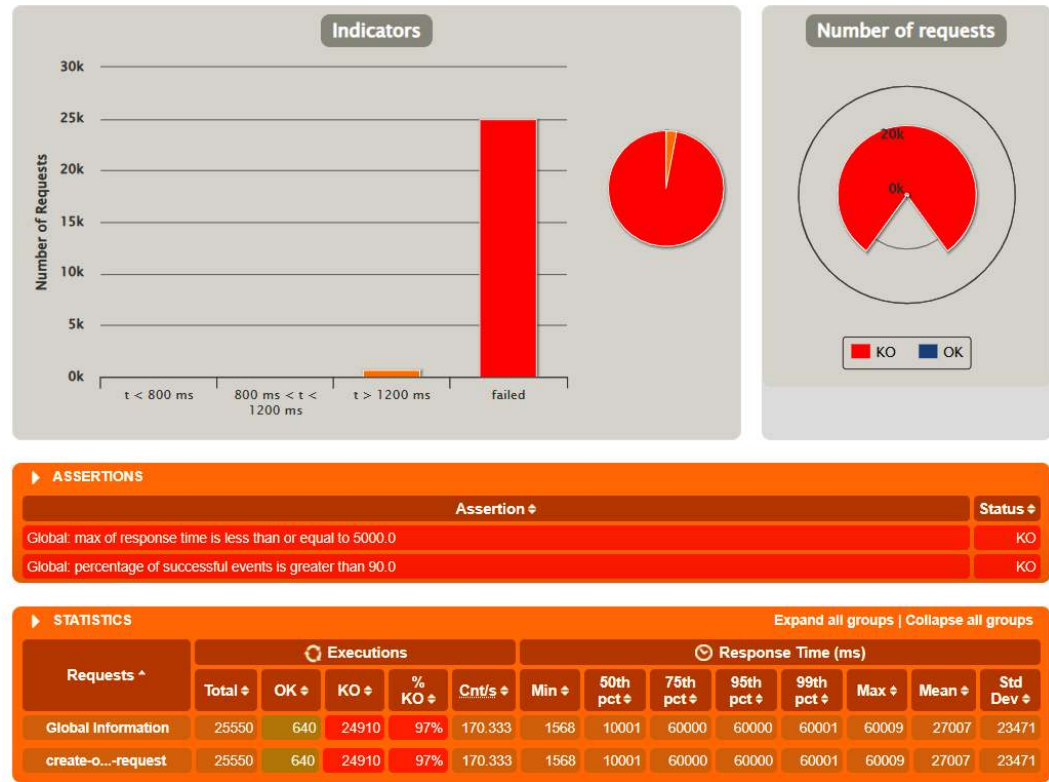 Indicators
Number of Requests
30k
25k
20k
15k
10k
5k
0k
t < 800 ms
800 ms < t <
1200 ms
t > 1200 ms
failed
Number of requests
20k
0k
KO OK
ASSERTIONS
Assertion Status
Global: max of response time is less than or equal to 5000.0 KO
Global: percentage of successful events is greater than 90.0 KO
STATISTICS Expand all groups | Collapse all groups
Requests Executions Response Time (ms)
Total OK KO % KO Cnt/s Min 50th pct 75th pct 95th pct 99th pct Max Mean Std Dev
Global Information 25550 640 24910 97% 170.333 1568 10001 60000 60000 60001 60009 27007 23471
create-o...-request 25550 640 24910 97% 170.333 1568 10001 60000 60000 60001 60009 27007 23471